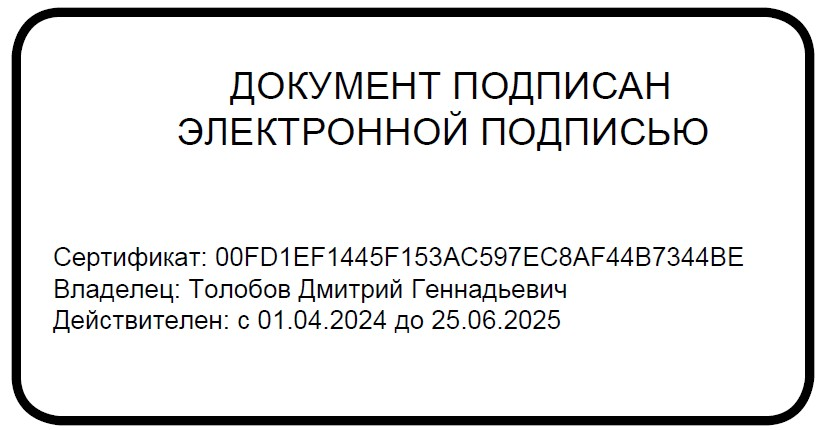 ДОКУМЕНТ ПОДПИСАН
ЭЛЕКТРОННОЙ ПОДПИСЬЮ
Сертификат: 00FD1EF1445F153AC597EC8AF44B7344BE
Владелец: Толобов Дмитрий Геннадьевич
Действителен: с 01.04.2024 до 25.06.2025